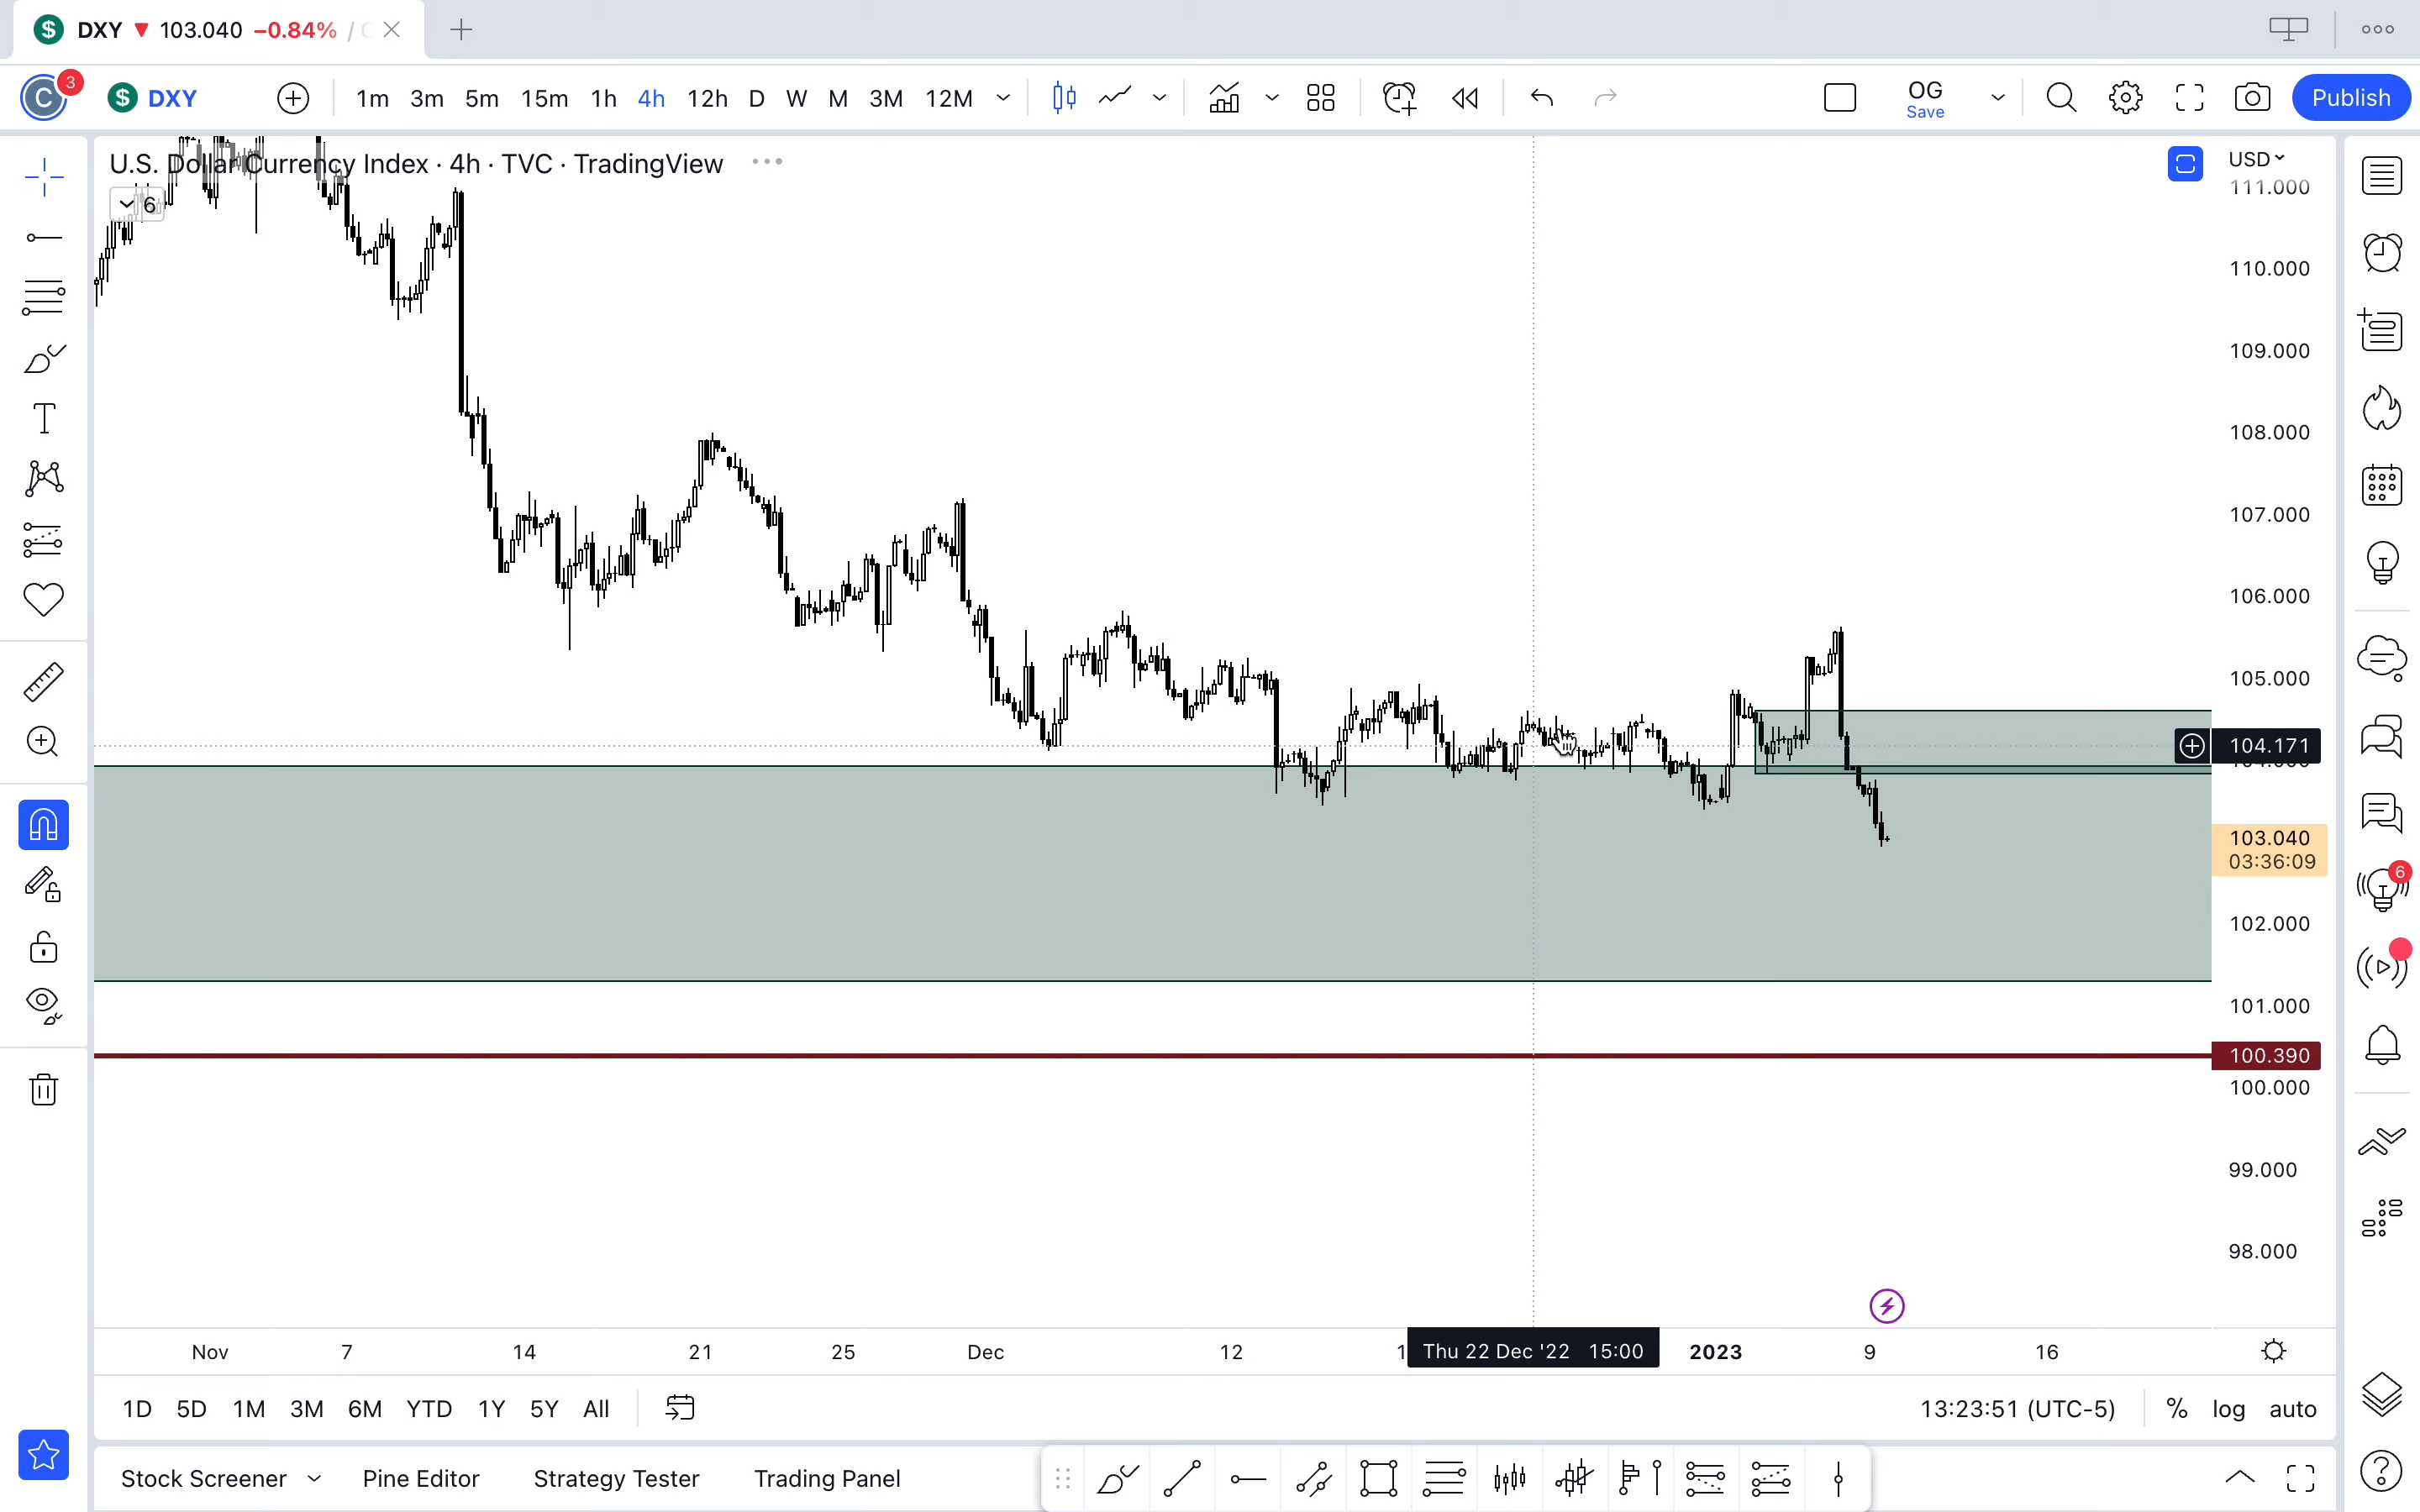 DXY ▼ 103.040 −0.84% /
C 3 DXY 1m 3m 5m 15m 1h 4h 12h D W M 3M 12M OG Save Publish
U.S. Dollar Currency Index · 4h · TVC · TradingView
6
USD
111.000
110.000
109.000
108.000
107.000
106.000
105.000
104.171
103.040
03:36:09
102.000
101.000
100.390
100.000
99.000
98.000
6
Nov 7 14 21 25 Dec 12 Thu 22 Dec '22 15:00 2023 9 16
1D 5D 1M 3M 6M YTD 1Y 5Y All 13:23:51 (UTC-5) % log auto
Stock Screener Pine Editor Strategy Tester Trading Panel